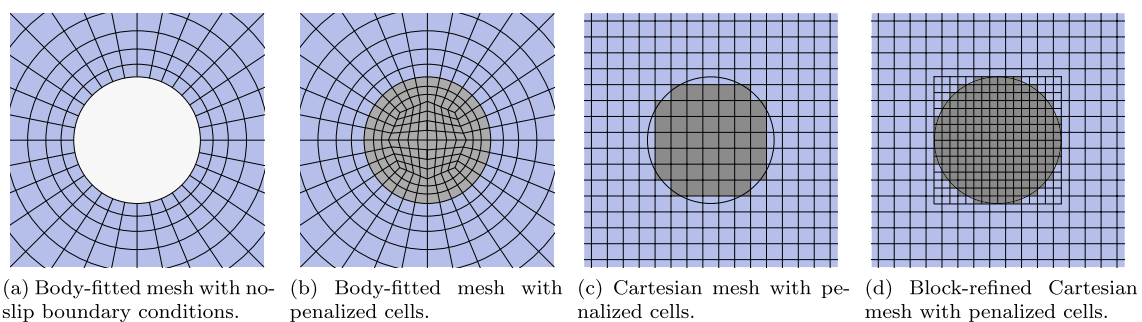 (a) Body-fitted mesh with no-
slip boundary conditions.
(b) Body-fitted mesh with
penalized cells.
(c) Cartesian mesh with pe-
nalized cells.
(d) Block-refined Cartesian
mesh with penalized cells.